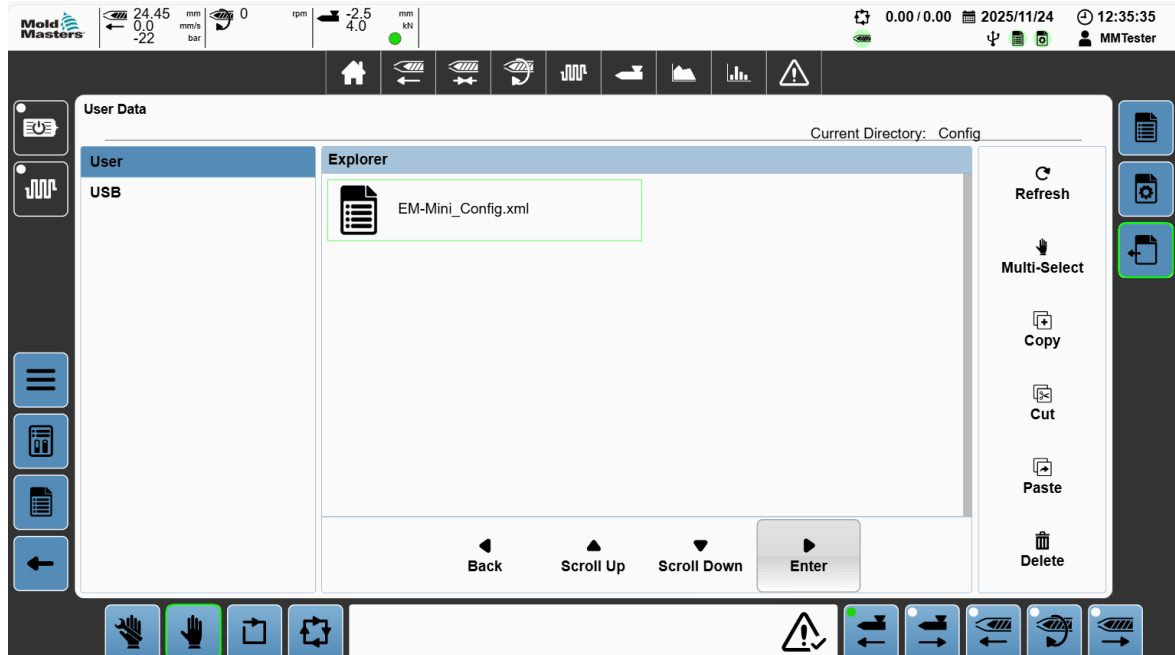 Mold Masters
24.45 mm
0.0 mm/s
-22 bar
0 rpm
-2.5 mm
4.0 kN
0.00 / 0.00
2025/11/24
12:35:35
MMTester
User Data
Current Directory: Config
User
USB
Explorer
EM-Mini_Config.xml
Refresh
Multi-Select
Copy
Cut
Paste
Delete
Back
Scroll Up
Scroll Down
Enter